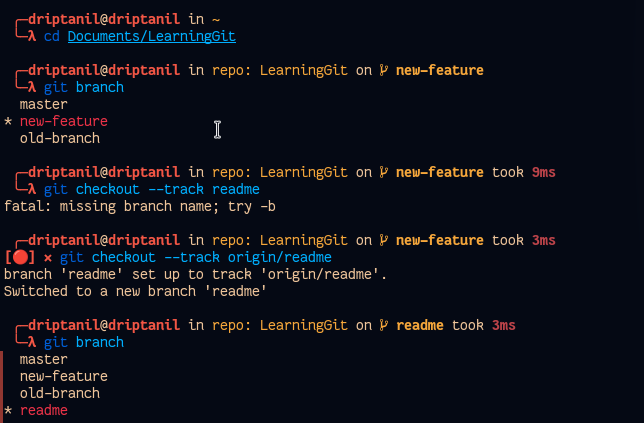 ╭─driptanil@driptanil in ~
╰─λ cd Documents/LearningGit
╭─driptanil@driptanil in repo: LearningGit on new-feature
╰─λ git branch
master
* new-feature
old-branch
╭─driptanil@driptanil in repo: LearningGit on new-feature took 9ms
╰─λ git checkout --track readme
fatal: missing branch name; try -b
╭─driptanil@driptanil in repo: LearningGit on new-feature took 3ms
[🔴] × git checkout --track origin/readme
branch 'readme' set up to track 'origin/readme'.
Switched to a new branch 'readme'
╭─driptanil@driptanil in repo: LearningGit on readme took 3ms
╰─λ git branch
master
new-feature
old-branch
* readme